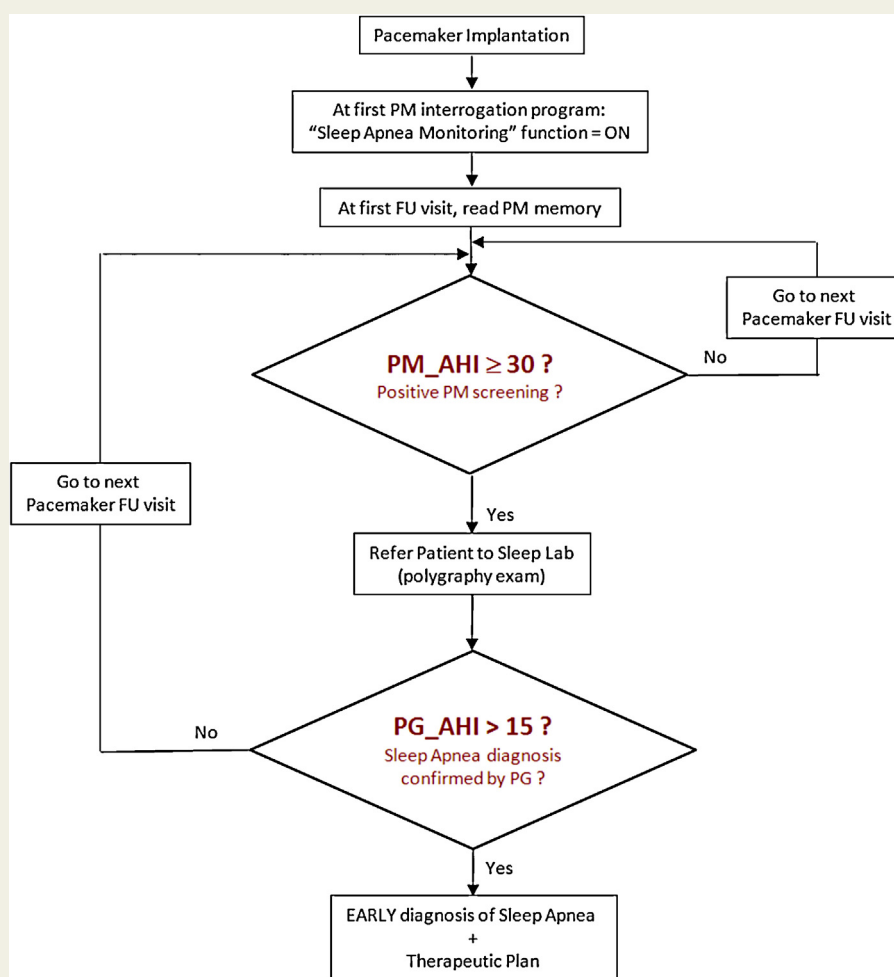 Pacemaker Implantation
At first PM interrogation program:
“Sleep Apnea Monitoring” function = ON
At first FU visit, read PM memory
Go to next
Pacemaker FU visit
PM_AHI ≥ 30 ?
Positive PM screening ?
No
Go to next
Pacemaker FU visit
Yes
Refer Patient to Sleep Lab
(polygraphy exam)
No
PG_AHI > 15 ?
Sleep Apnea diagnosis
confirmed by PG ?
Yes
EARLY diagnosis of Sleep Apnea
+
Therapeutic Plan